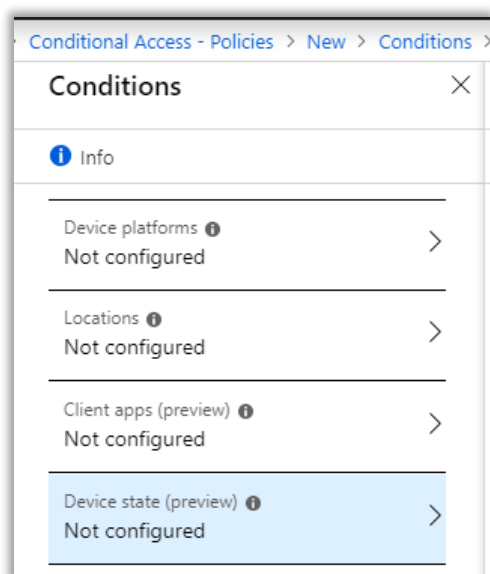 Conditional Access - Policies > New > Conditions >
Conditions
Info
Device platforms
Not configured
Locations
Not configured
Client apps (preview)
Not configured
Device state (preview)
Not configured